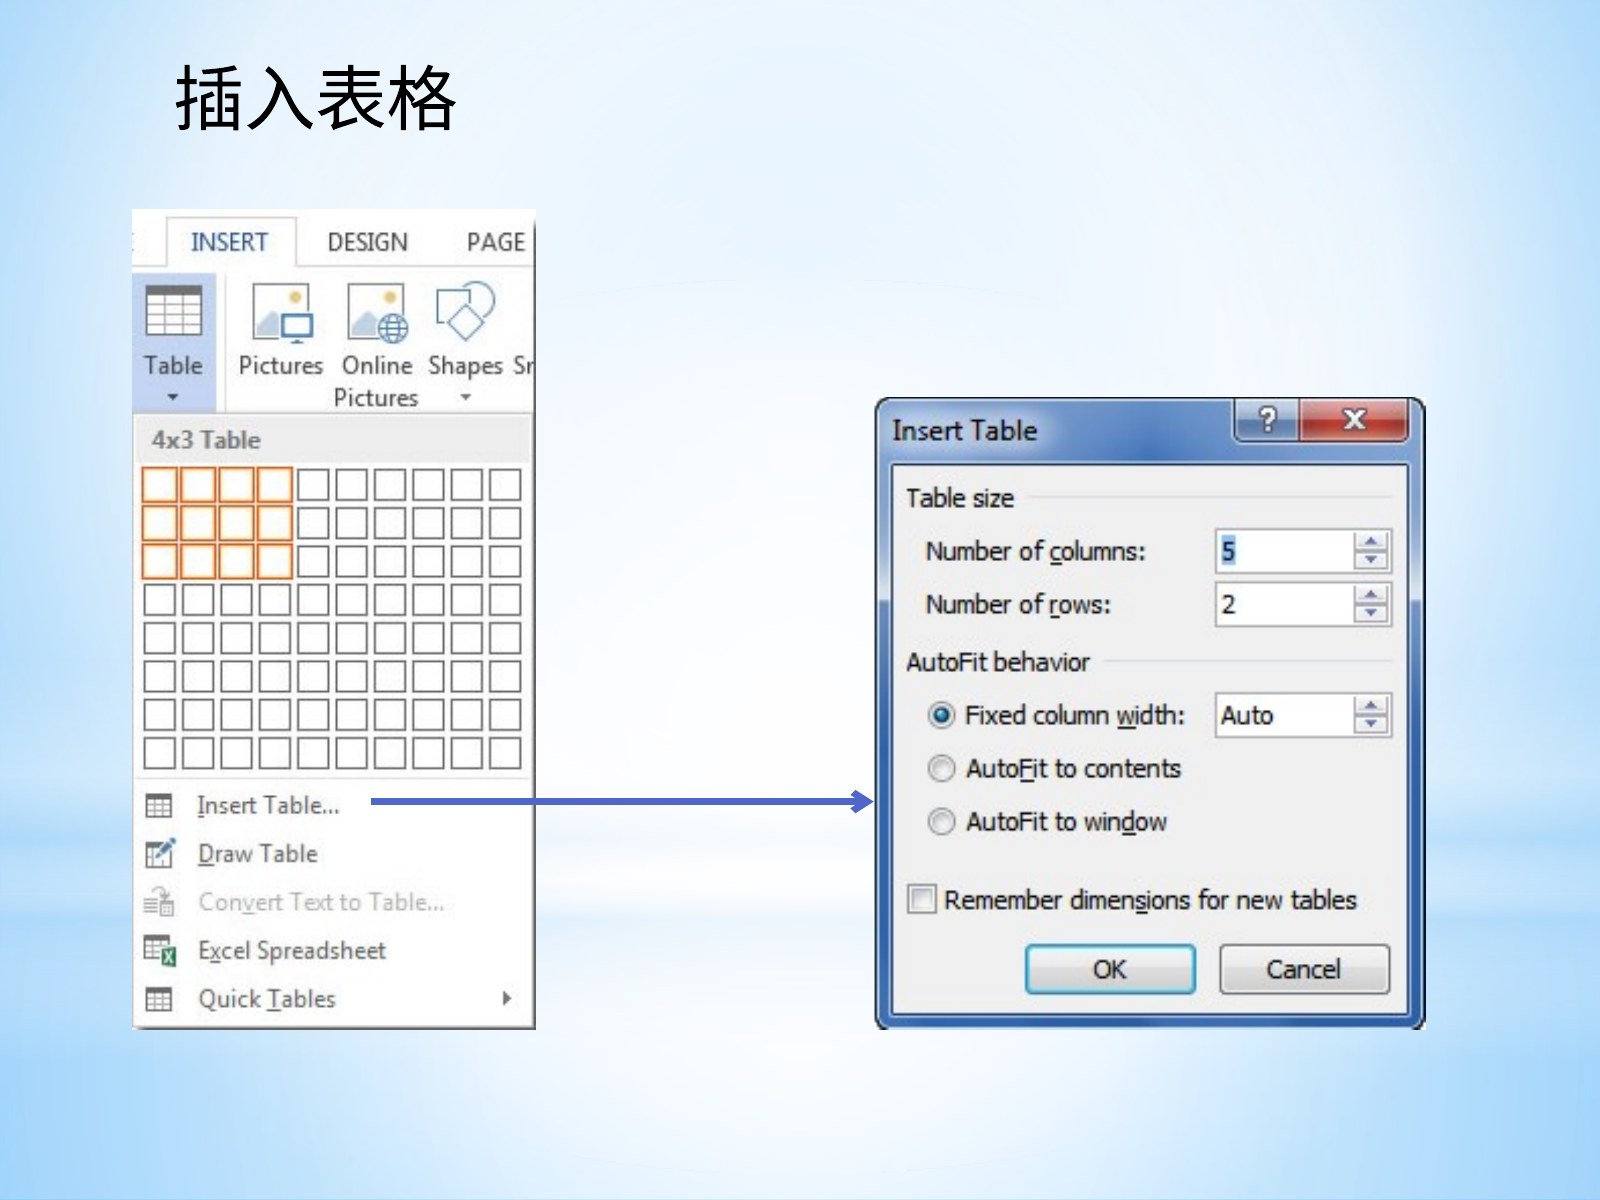 插入表格
INSERT DESIGN PAGE
Table Pictures Online Pictures Shapes
4x3 Table
Insert Table...
Draw Table
Convert Text to Table...
Excel Spreadsheet
Quick Tables
Insert Table
Table size
Number of columns: 5
Number of rows: 2
AutoFit behavior
Fixed column width: Auto
AutoFit to contents
AutoFit to window
Remember dimensions for new tables
OK Cancel